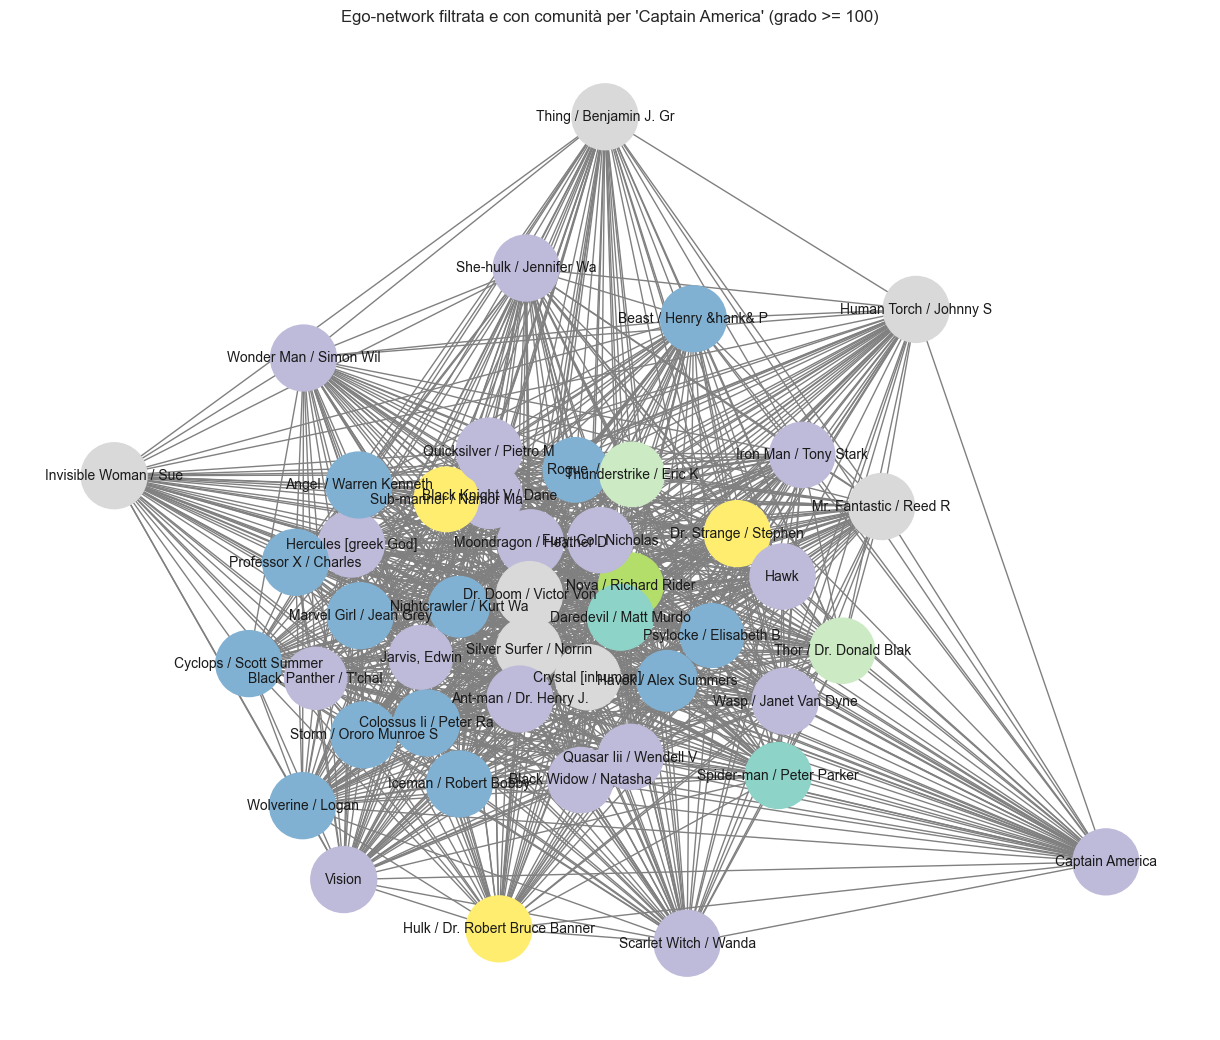 Ego-network filtrata e con comunità per 'Captain America' (grado >= 100)
Thing / Benjamin J. Gr
She-hulk / Jennifer Wa
Human Torch / Johnny S
Beast / Henry &hank& P
Wonder Man / Simon Wil
Quicksilver / Pietro M
Iron Man / Tony Stark
Rogue /
Thunderstrike / Eric K
Invisible Woman / Sue
Angel / Warren Kenneth
Black Knight V / Dane
Sub-mariner / Namor Ma
Mr. Fantastic / Reed R
Dr. Strange / Stephen
Fury, Col. Nicholas
Moondragon / Heather D
Hercules [greek God]
Professor X / Charles
Hawk
Nova / Richard Rider
Dr. Doom / Victor Von
Nightcrawler / Kurt Wa
Marvel Girl / Jean Grey
Daredevil / Matt Murdo
Psylocke / Elisabeth B
Silver Surfer / Norrin
Thor / Dr. Donald Blak
Jarvis, Edwin
Cyclops / Scott Summer
Black Panther / T'chal
Crystal [inhuman]
Havok / Alex Summers
Ant-man / Dr. Henry J.
Wasp / Janet Van Dyne
Colossus Ii / Peter Ra
Storm / Ororo Munroe S
Quasar Iii / Wendell V
Spider-man / Peter Parker
Black Widow / Natasha
Iceman / Robert Bobby
Wolverine / Logan
Captain America
Vision
Hulk / Dr. Robert Bruce Banner
Scarlet Witch / Wanda